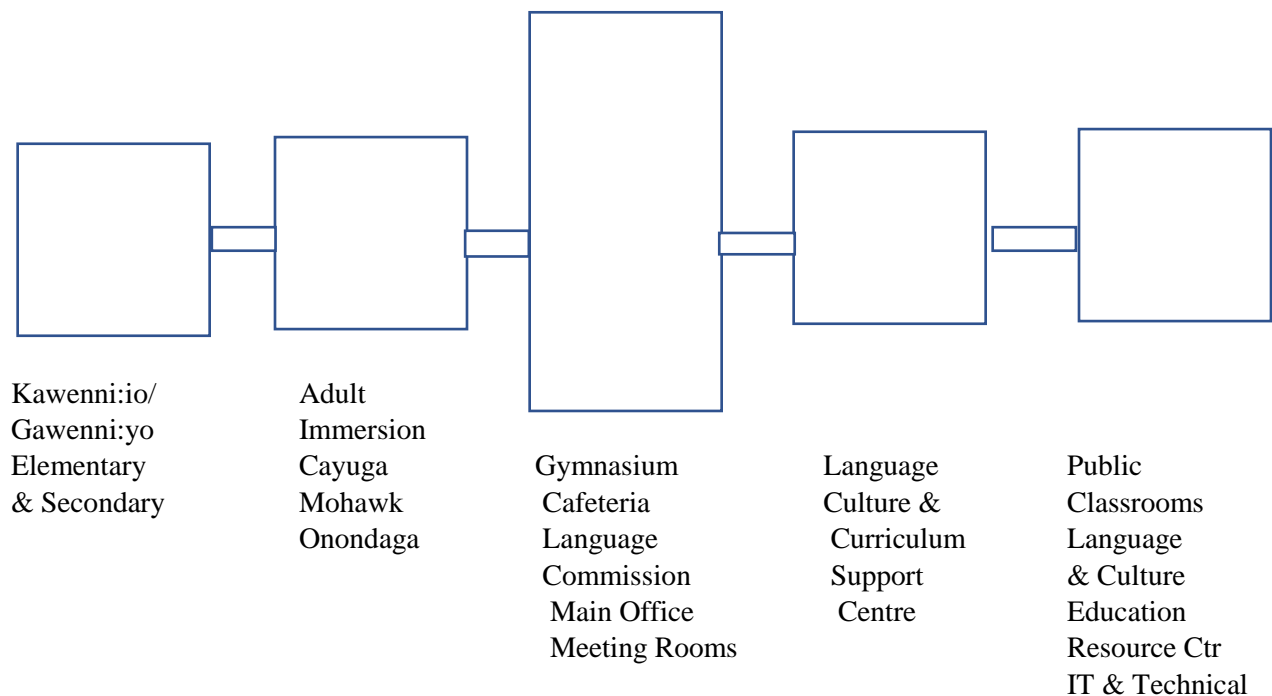 Kawenni:io/
Gawenni:yo
Elementary
& Secondary
Adult
Immersion
Cayuga
Mohawk
Onondaga
Gymnasium
Cafeteria
Language
Commission
Main Office
Meeting Rooms
Language
Culture &
Curriculum
Support
Centre
Public
Classrooms
Language
& Culture
Education
Resource Ctr
IT & Technical